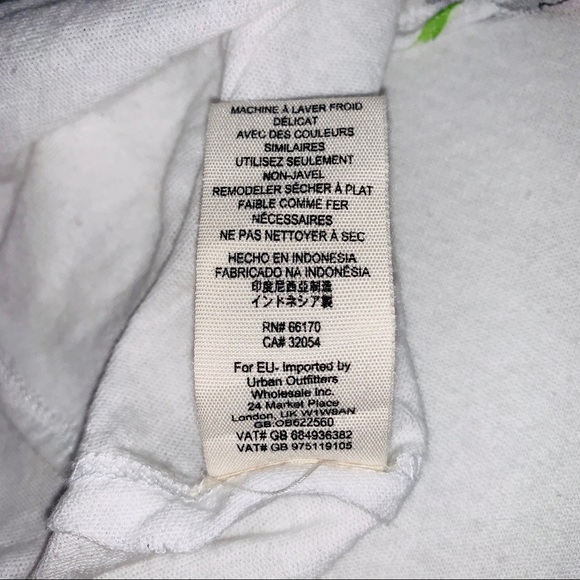 MACHINE À LAVER FROID
DÉLICAT
AVEC DES COULEURS
SIMILAIRES
UTILISEZ SEULEMENT
NON-JAVEL
REMODELER SÉCHER À PLAT
FAIBLE COMME FER
NÉCESSAIRES
NE PAS NETTOYER À SEC
HECHO EN INDONESIA
FABRICADO NA INDONÉSIA
印度尼西亞制造
インドネシア製
RN# 66170
CA# 32054
For EU- Imported by
Urban Outfitters
Wholesale Inc.
24 Market Place
London, UK W1W8AN
GB:OB622560
VAT# GB 684936382
VAT# GB 975119105